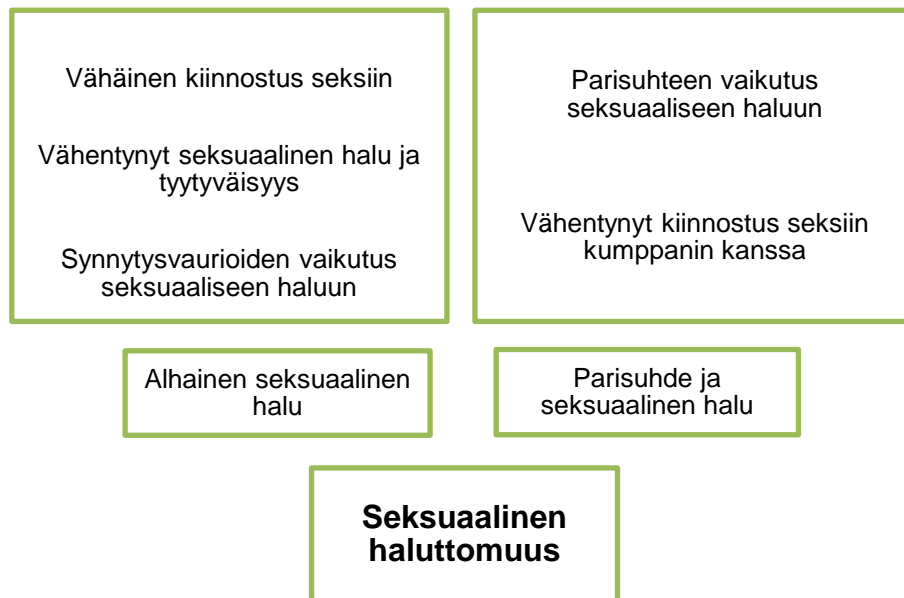 Vähäinen kiinnostus seksiin
Vähentynyt seksuaalinen halu ja
tyytyväisyys
Synnytysvaurioiden vaikutus
seksuaaliseen haluun
Parisuhteen vaikutus
seksuaaliseen haluun
Vähentynyt kiinnostus seksiin
kumppanin kanssa
Alhainen seksuaalinen
halu
Parisuhde ja
seksuaalinen halu
Seksuaalinen
haluttomuus